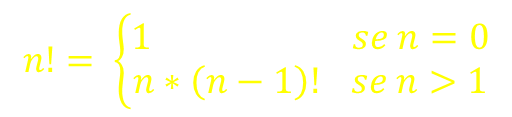 n! = { 1 se n = 0
n * (n − 1)! se n > 1